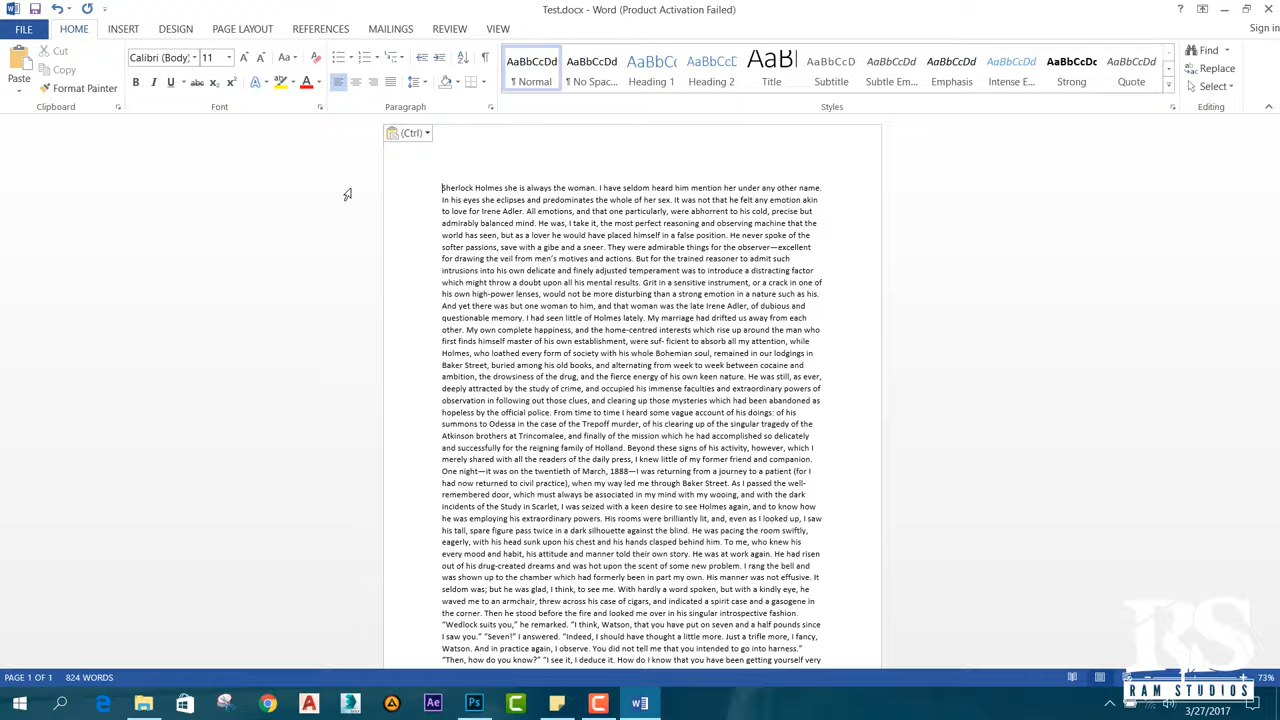 Test.docx - Word (Product Activation Failed)
FILE HOME INSERT DESIGN PAGE LAYOUT REFERENCES MAILINGS REVIEW VIEW Sign in
Paste
Cut
Copy
Format Painter
Clipboard
Calibri (Body) 11
Font
Paragraph
AaBbCcDd AaBbCcDd AaBbCc AaBbCcD AaB AaBbCcD AaBbCcDd AaBbCcDd AaBbCcDd AaBbCcDc AaBbCcDd
¶ Normal ¶ No Spac... Heading 1 Heading 2 Title Subtitle Subtle Em... Emphasis Intense E... Strong Quote
Styles
Find
Replace
Select
Editing
(Ctrl)
Sherlock Holmes she is always the woman. I have seldom heard him mention her under any other name.
In his eyes she eclipses and predominates the whole of her sex. It was not that he felt any emotion akin
to love for Irene Adler. All emotions, and that one particularly, were abhorrent to his cold, precise but
admirably balanced mind. He was, I take it, the most perfect reasoning and observing machine that the
world has seen, but as a lover he would have placed himself in a false position. He never spoke of the
softer passions, save with a gibe and a sneer. They were admirable things for the observer—excellent
for drawing the veil from men's motives and actions. But for the trained reasoner to admit such
intrusions into his own delicate and finely adjusted temperament was to introduce a distracting factor
which might throw a doubt upon all his mental results. Grit in a sensitive instrument, or a crack in one of
his own high-power lenses, would not be more disturbing than a strong emotion in a nature such as his.
And yet there was but one woman to him, and that woman was the late Irene Adler, of dubious and
questionable memory. I had seen little of Holmes lately. My marriage had drifted us away from each
other. My own complete happiness, and the home-centred interests which rise up around the man who
first finds himself master of his own establishment, were suf- ficient to absorb all my attention, while
Holmes, who loathed every form of society with his whole Bohemian soul, remained in our lodgings in
Baker Street, buried among his old books, and alternating from week to week between cocaine and
ambition, the drowsiness of the drug, and the fierce energy of his own keen nature. He was still, as ever,
deeply attracted by the study of crime, and occupied his immense faculties and extraordinary powers of
observation in following out those clues, and clearing up those mysteries which had been abandoned as
hopeless by the official police. From time to time I heard some vague account of his doings: of his
summons to Odessa in the case of the Trepoff murder, of his clearing up of the singular tragedy of the
Atkinson brothers at Trincomalee, and finally of the mission which he had accomplished so delicately
and successfully for the reigning family of Holland. Beyond these signs of his activity, however, which I
merely shared with all the readers of the daily press, I knew little of my former friend and companion.
One night—it was on the twentieth of March, 1888—I was returning from a journey to a patient (for I
had now returned to civil practice), when my way led me through Baker Street. As I passed the well-
remembered door, which must always be associated in my mind with my wooing, and with the dark
incidents of the Study in Scarlet, I was seized with a keen desire to see Holmes again, and to know how
he was employing his extraordinary powers. His rooms were brilliantly lit, and, even as I looked up, I saw
his tall, spare figure pass twice in a dark silhouette against the blind. He was pacing the room swiftly,
eagerly, with his head sunk upon his chest and his hands clasped behind him. To me, who knew his
every mood and habit, his attitude and manner told their own story. He was at work again. He had risen
out of his drug-created dreams and was hot upon the scent of some new problem. I rang the bell and
was shown up to the chamber which had formerly been in part my own. His manner was not effusive. It
seldom was; but he was glad, I think, to see me. With hardly a word spoken, but with a kindly eye, he
waved me to an armchair, threw across his case of cigars, and indicated a spirit case and a gasogene in
the corner. Then he stood before the fire and looked me over in his singular introspective fashion.
"Wedlock suits you," he remarked. "I think, Watson, that you have put on seven and a half pounds since
I saw you." "Seven!" I answered. "Indeed, I should have thought a little more. Just a trifle more, I fancy,
Watson. And in practice again, I observe. You did not tell me that you intended to go into harness."
"Then, how do you know?" "I see it, I deduce it. How do I know that you have been getting yourself very
RS
RAM STUDIOS
PAGE 1 OF 1 824 WORDS 73%
3/27/2017